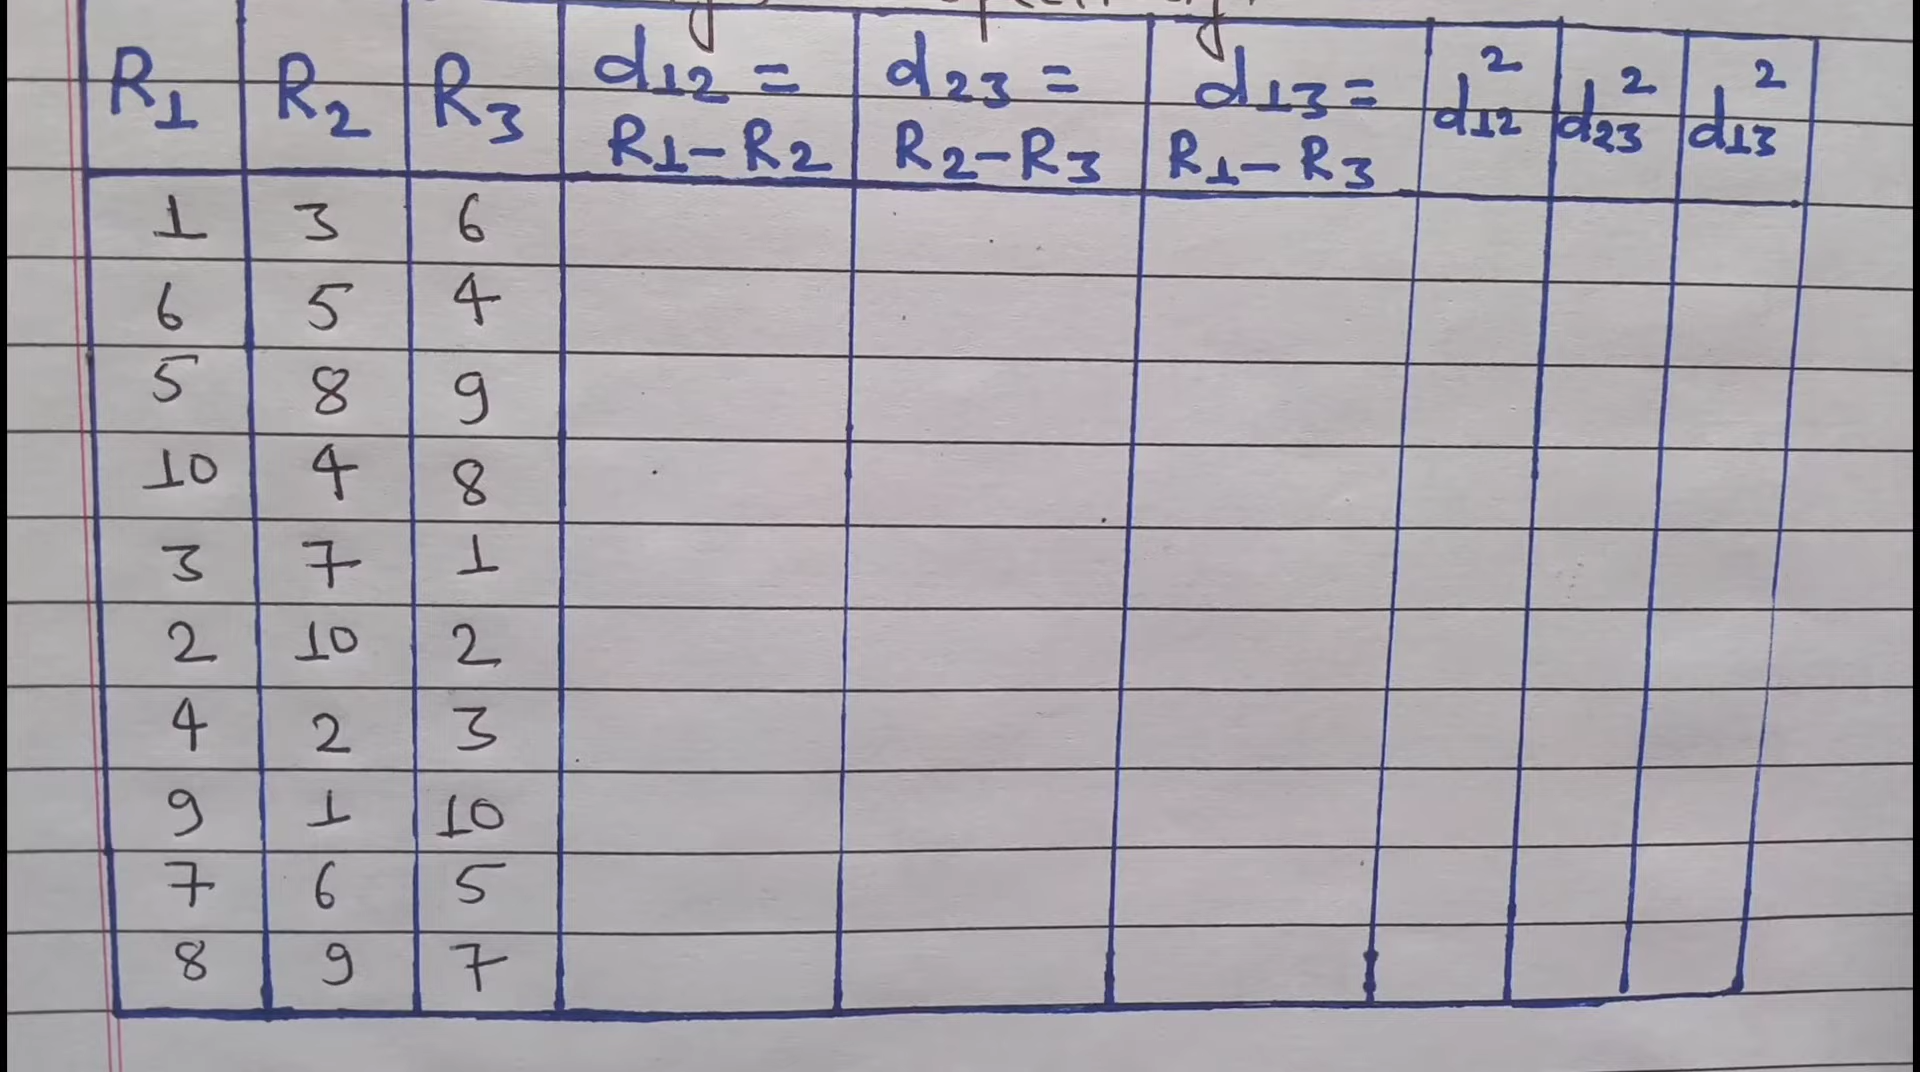 R1 R2 R3 d12 = R1-R2 d23 = R2-R3 d13 = R1-R3 d12² d23² d13²
1 3 6
6 5 4
5 8 9
10 4 8
3 7 1
2 10 2
4 2 3
9 1 10
7 6 5
8 9 7